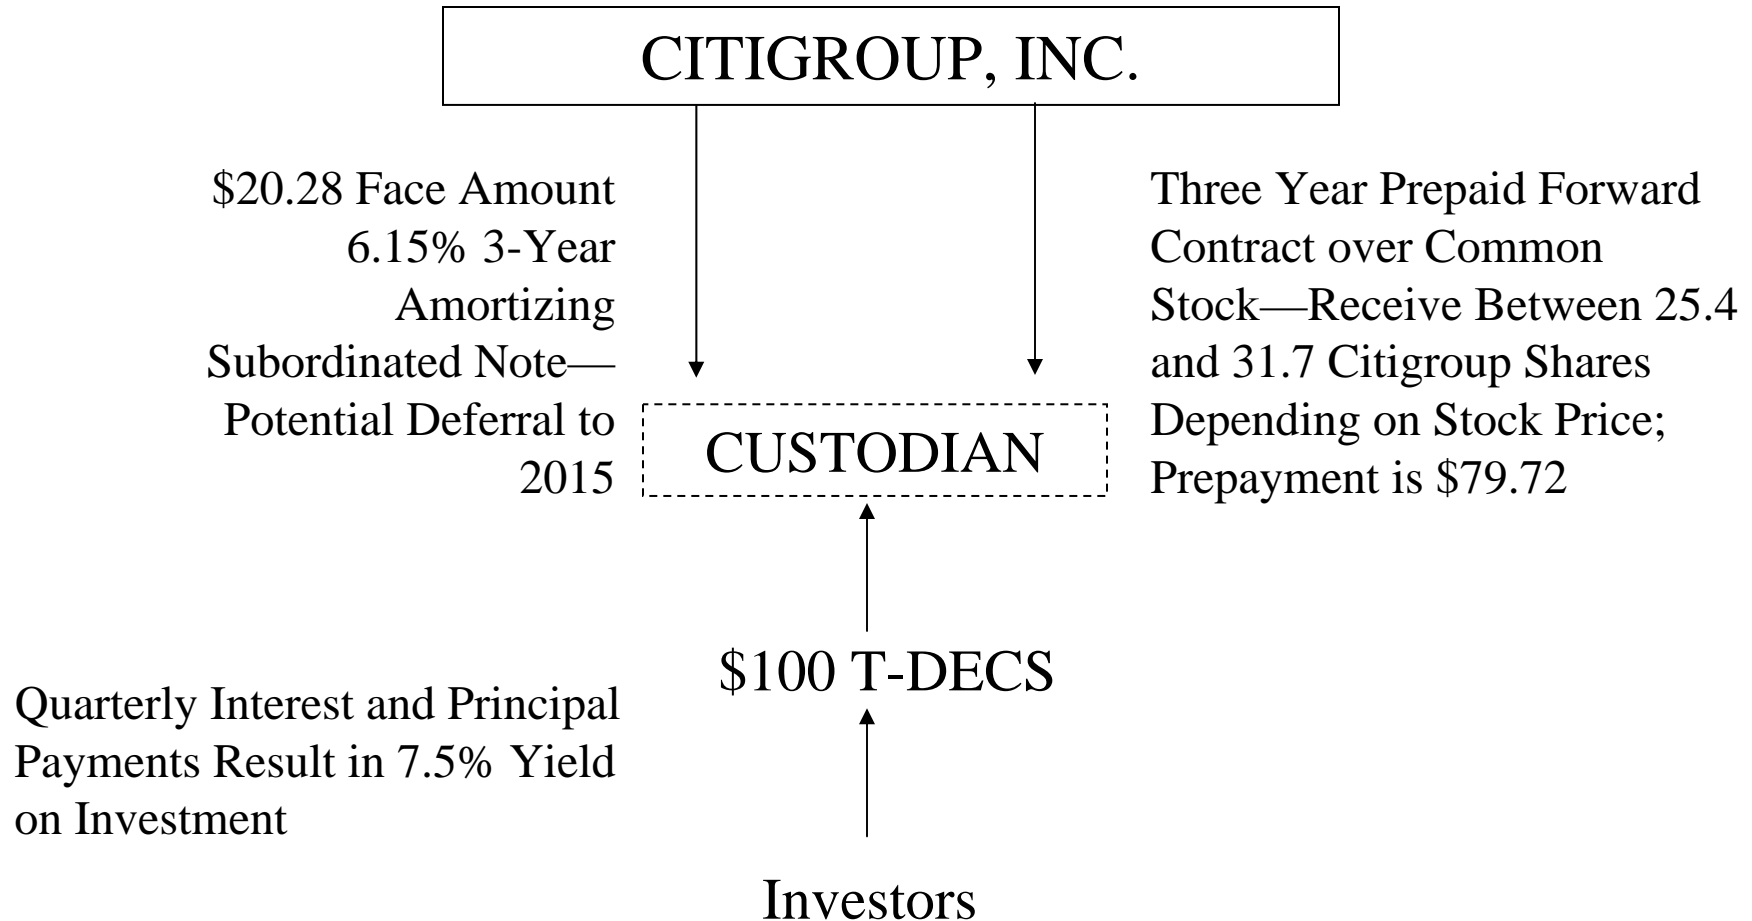 CITIGROUP, INC.
$20.28 Face Amount
6.15% 3-Year
Amortizing
Subordinated Note—
Potential Deferral to
2015
Three Year Prepaid Forward
Contract over Common
Stock—Receive Between 25.4
and 31.7 Citigroup Shares
Depending on Stock Price;
Prepayment is $79.72
CUSTODIAN
$100 T-DECS
Quarterly Interest and Principal
Payments Result in 7.5% Yield
on Investment
Investors